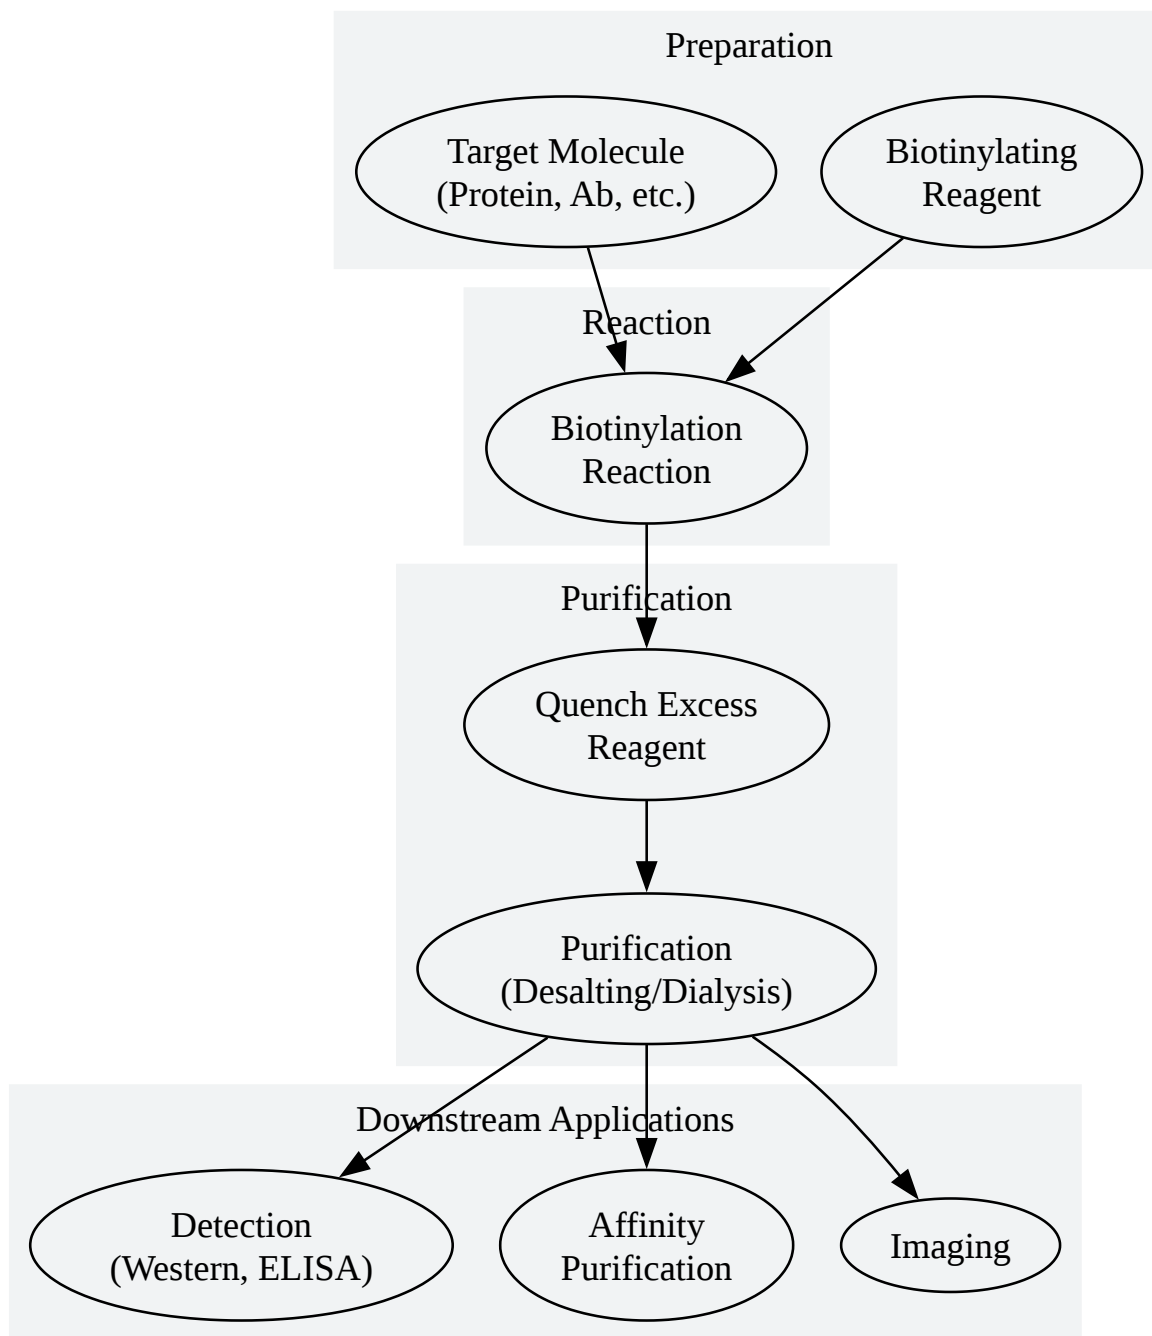 Preparation
Target Molecule
(Protein, Ab, etc.)
Biotinylating
Reagent
Reaction
Biotinylation
Reaction
Purification
Quench Excess
Reagent
Purification
(Desalting/Dialysis)
Downstream Applications
Detection
(Western, ELISA)
Affinity
Purification
Imaging